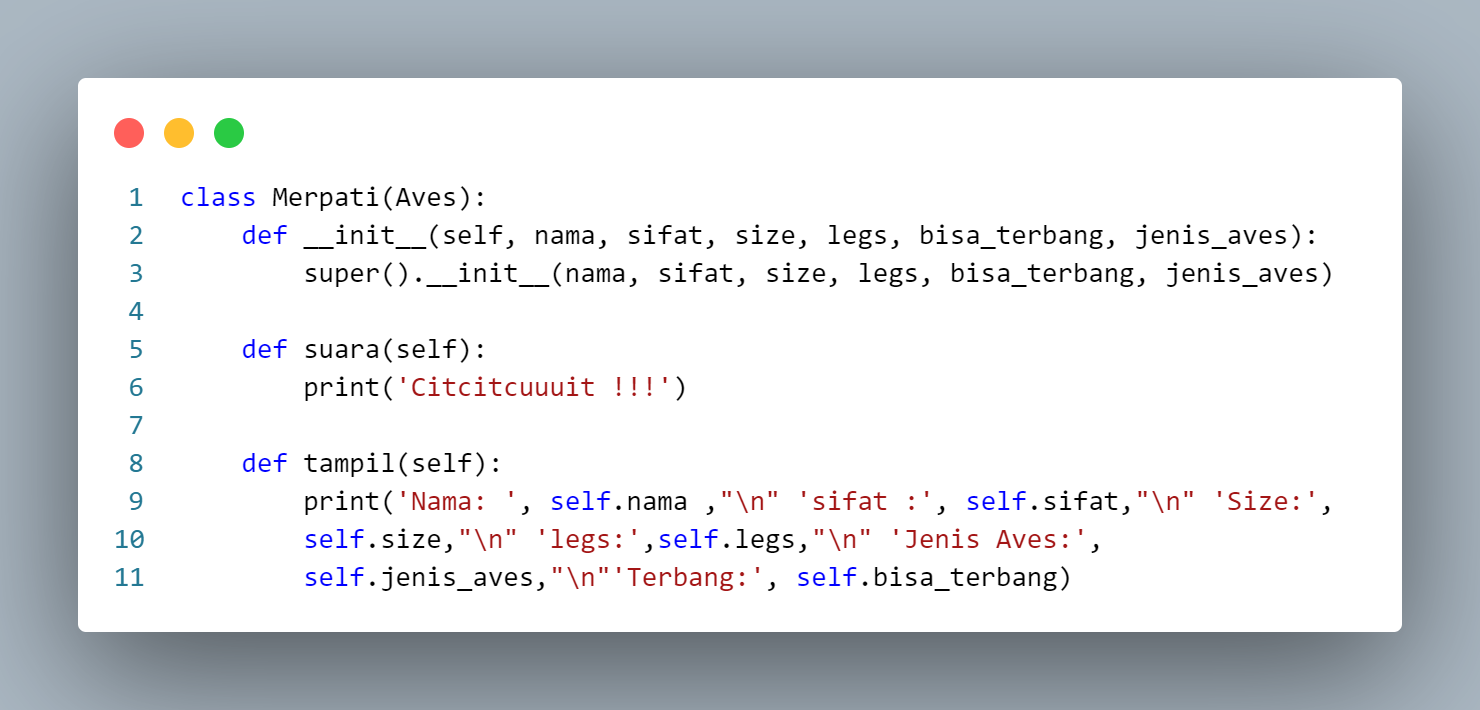 1 class Merpati(Aves):
2     def __init__(self, nama, sifat, size, legs, bisa_terbang, jenis_aves):
3         super().__init__(nama, sifat, size, legs, bisa_terbang, jenis_aves)
4
5     def suara(self):
6         print('Citcitcuuuit !!!')
7
8     def tampil(self):
9         print('Nama: ', self.nama ,"\n" 'sifat :', self.sifat,"\n" 'Size:',
10         self.size,"\n" 'legs:',self.legs,"\n" 'Jenis Aves:',
11         self.jenis_aves,"\n"'Terbang:', self.bisa_terbang)